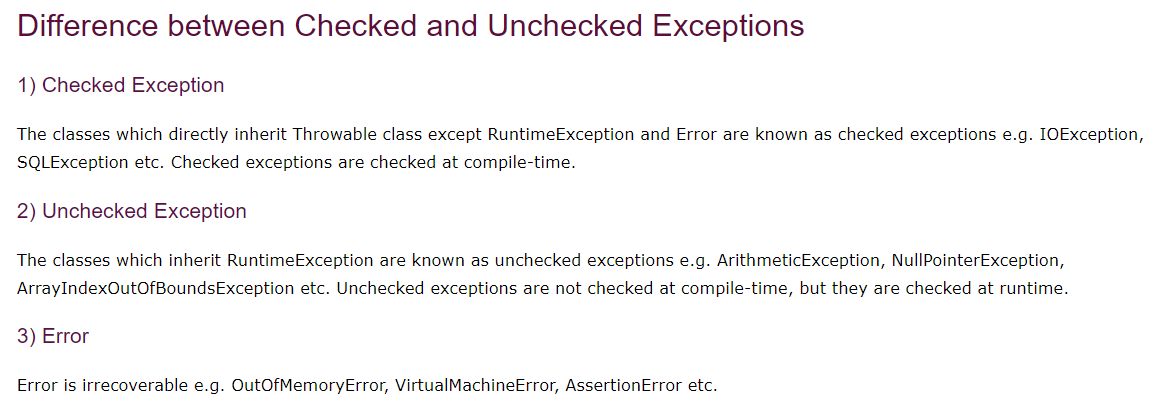 Difference between Checked and Unchecked Exceptions
1) Checked Exception
The classes which directly inherit Throwable class except RuntimeException and Error are known as checked exceptions e.g. IOException,
SQLException etc. Checked exceptions are checked at compile-time.
2) Unchecked Exception
The classes which inherit RuntimeException are known as unchecked exceptions e.g. ArithmeticException, NullPointerException,
ArrayIndexOutOfBoundsException etc. Unchecked exceptions are not checked at compile-time, but they are checked at runtime.
3) Error
Error is irrecoverable e.g. OutOfMemoryError, VirtualMachineError, AssertionError etc.